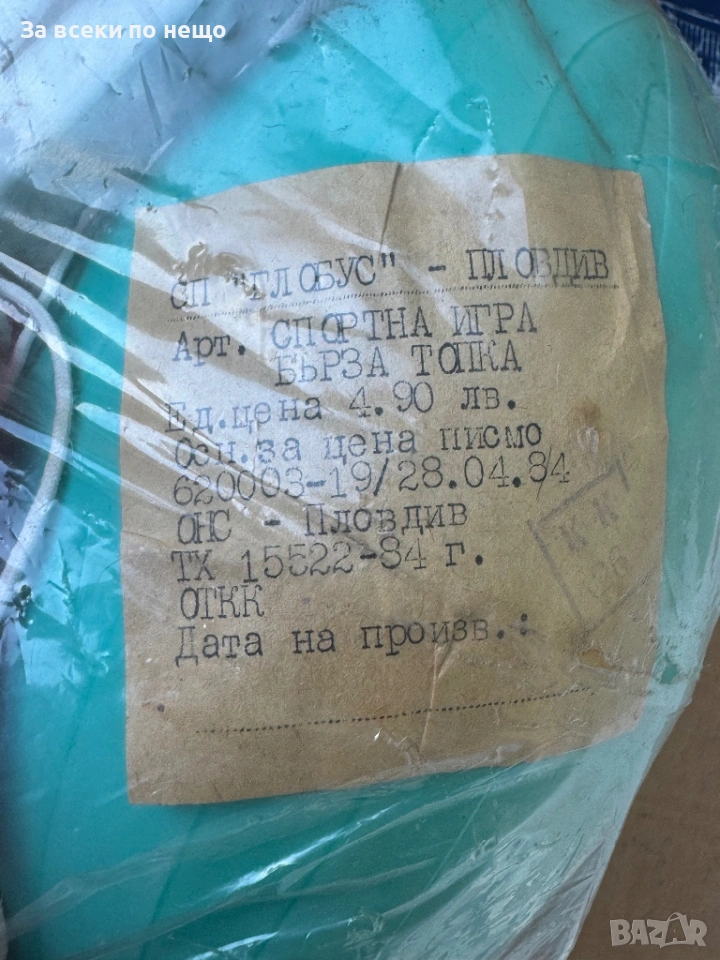 За всеки по нещо
СП "ГЛОБУС" - ПЛОВДИВ
Арт. СПОРТНА ИГРА
БЪРЗА ТОПКА
Ед.цена 4.90 лв.
Осн.за цена писмо
620003-19/28.04.84
ОНС - Пловдив
ТХ 15522-84 г.
ОТКК
Дата на произв.:
К К
BAZAR